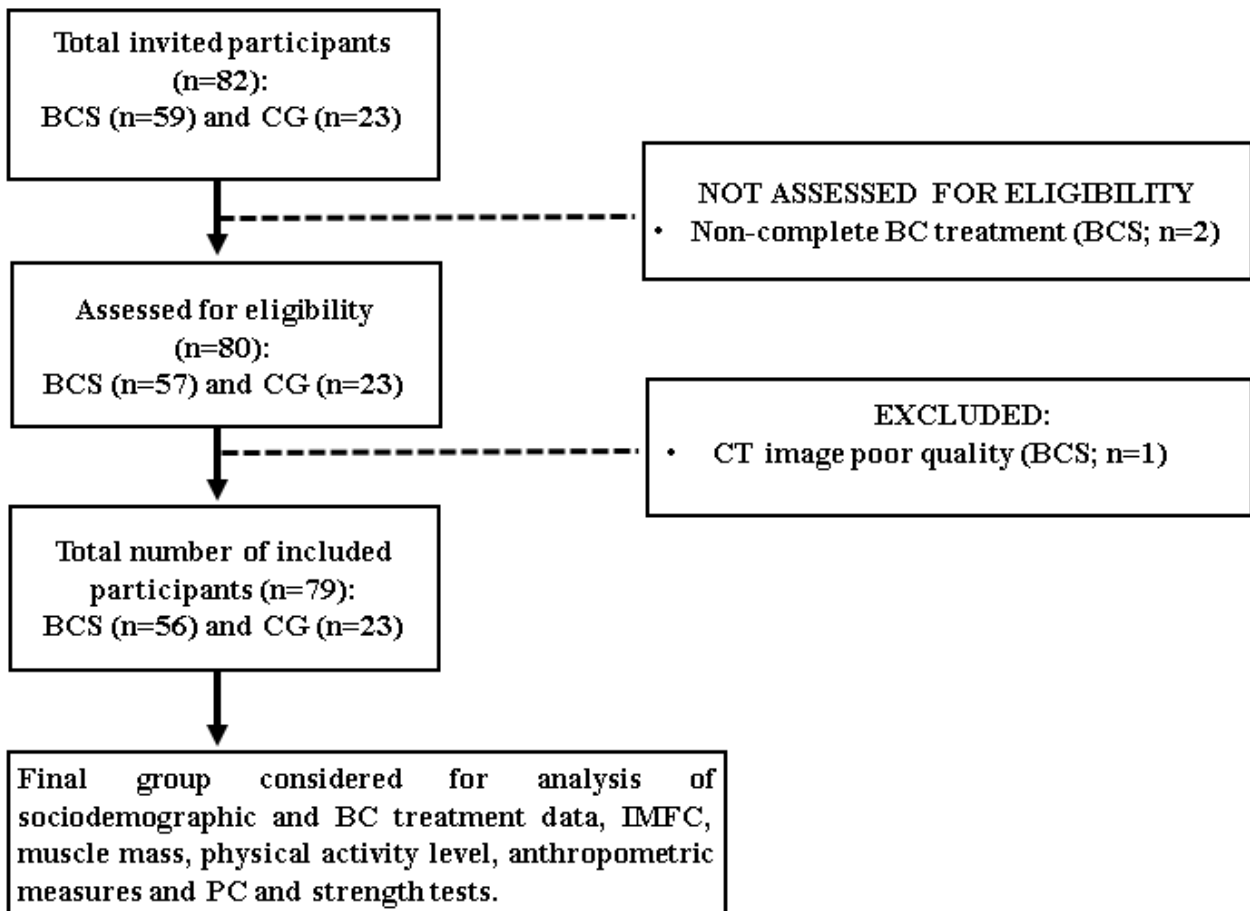 Total invited participants
(n=82):
BCS (n=59) and CG (n=23)
NOT ASSESSED FOR ELIGIBILITY
• Non-complete BC treatment (BCS; n=2)
Assessed for eligibility
(n=80):
BCS (n=57) and CG (n=23)
EXCLUDED:
• CT image poor quality (BCS; n=1)
Total number of included
participants (n=79):
BCS (n=56) and CG (n=23)
Final group considered for analysis of
sociodemographic and BC treatment data, IMFC,
muscle mass, physical activity level, anthropometric
measures and PC and strength tests.